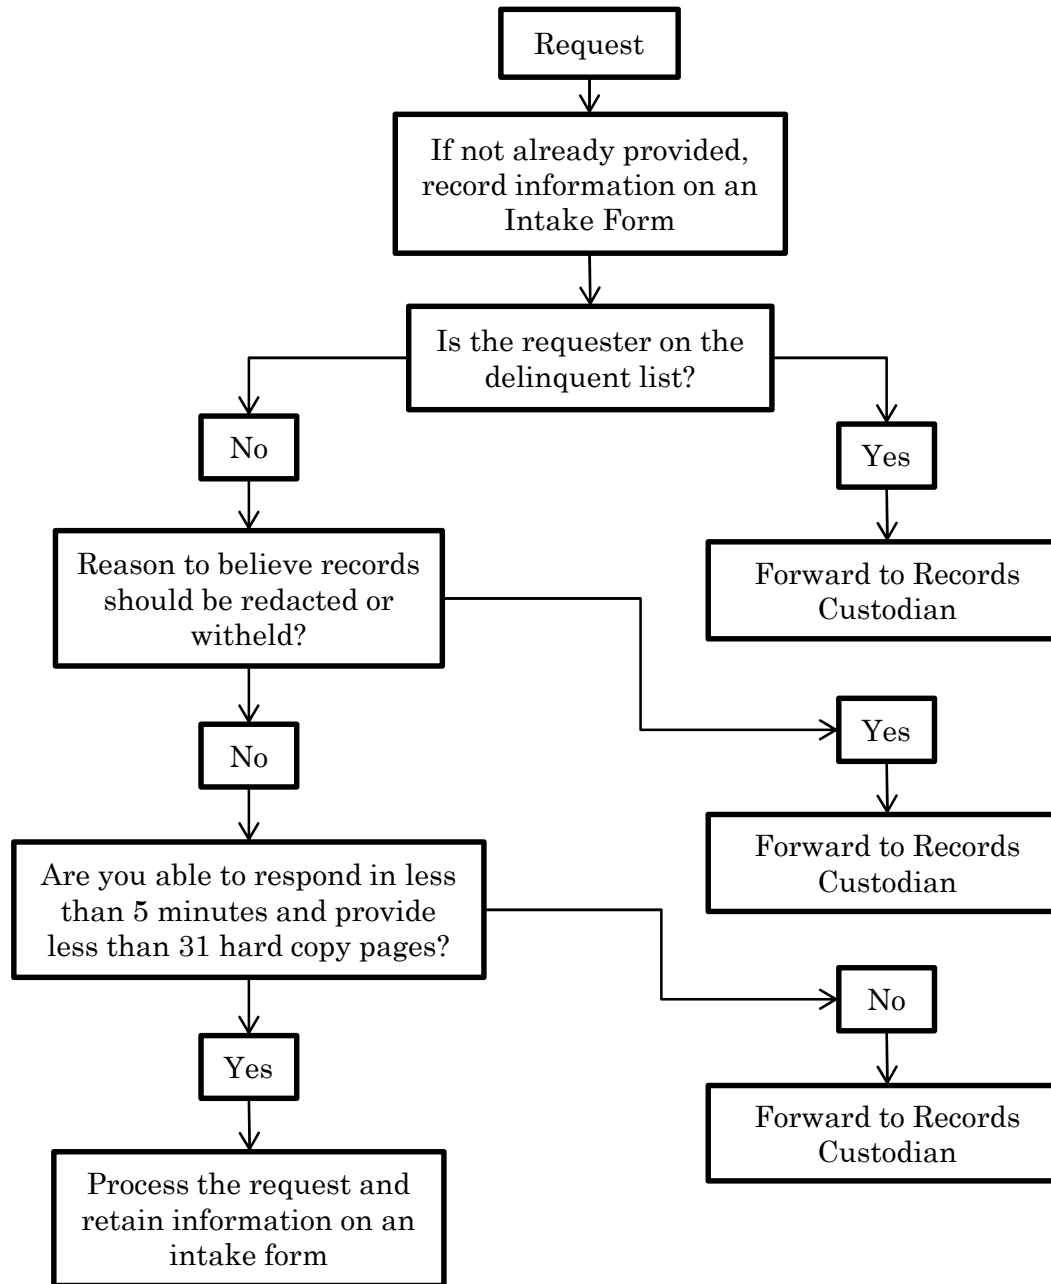 Request
If not already provided,
record information on an
Intake Form
Is the requester on the
delinquent list?
No
Yes
Reason to believe records
should be redacted or
witheld?
Forward to Records
Custodian
No
Yes
Are you able to respond in less
than 5 minutes and provide
less than 31 hard copy pages?
Forward to Records
Custodian
Yes
No
Process the request and
retain information on an
intake form
Forward to Records
Custodian